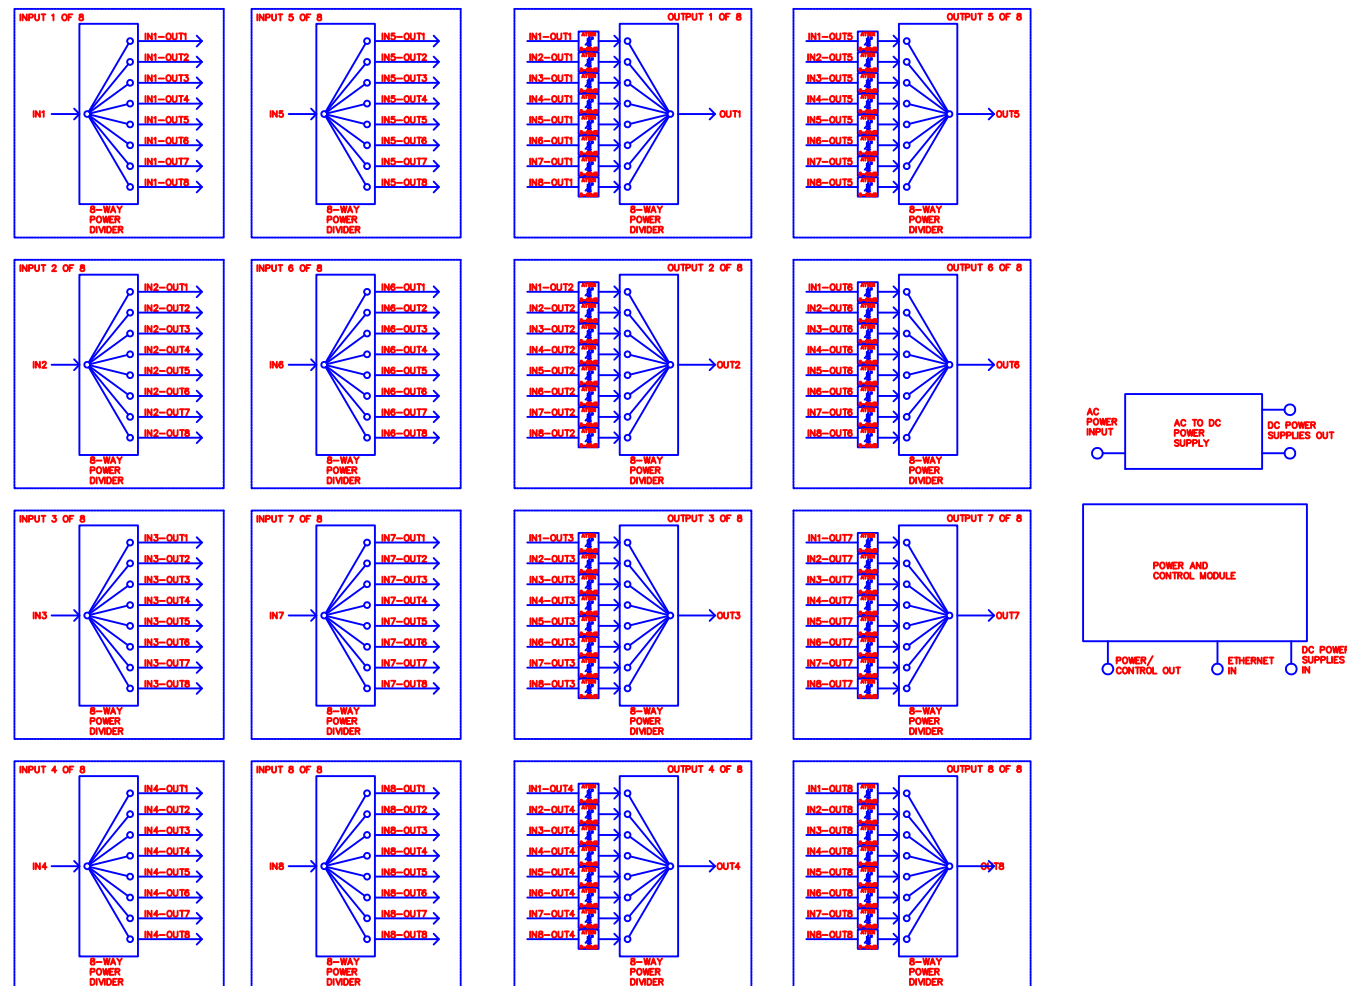 INPUT 1 OF 8
IN1
IN1-OUT1
IN1-OUT2
IN1-OUT3
IN1-OUT4
IN1-OUT5
IN1-OUT6
IN1-OUT7
IN1-OUT8
8-WAY
POWER
DIVIDER
INPUT 5 OF 8
IN5
IN5-OUT1
IN5-OUT2
IN5-OUT3
IN5-OUT4
IN5-OUT5
IN5-OUT6
IN5-OUT7
IN5-OUT8
8-WAY
POWER
DIVIDER
OUTPUT 1 OF 8
IN1-OUT1
IN2-OUT1
IN3-OUT1
IN4-OUT1
IN5-OUT1
IN6-OUT1
IN7-OUT1
IN8-OUT1
OUT1
8-WAY
POWER
DIVIDER
OUTPUT 5 OF 8
IN1-OUT5
IN2-OUT5
IN3-OUT5
IN4-OUT5
IN5-OUT5
IN6-OUT5
IN7-OUT5
IN8-OUT5
OUT5
8-WAY
POWER
DIVIDER
INPUT 2 OF 8
IN2
IN2-OUT1
IN2-OUT2
IN2-OUT3
IN2-OUT4
IN2-OUT5
IN2-OUT6
IN2-OUT7
IN2-OUT8
8-WAY
POWER
DIVIDER
INPUT 6 OF 8
IN6
IN6-OUT1
IN6-OUT2
IN6-OUT3
IN6-OUT4
IN6-OUT5
IN6-OUT6
IN6-OUT7
IN6-OUT8
8-WAY
POWER
DIVIDER
OUTPUT 2 OF 8
IN1-OUT2
IN2-OUT2
IN3-OUT2
IN4-OUT2
IN5-OUT2
IN6-OUT2
IN7-OUT2
IN8-OUT2
OUT2
8-WAY
POWER
DIVIDER
OUTPUT 6 OF 8
IN1-OUT6
IN2-OUT6
IN3-OUT6
IN4-OUT6
IN5-OUT6
IN6-OUT6
IN7-OUT6
IN8-OUT6
OUT6
8-WAY
POWER
DIVIDER
AC
POWER
INPUT
AC TO DC
POWER
SUPPLY
DC POWER
SUPPLIES OUT
INPUT 3 OF 8
IN3
IN3-OUT1
IN3-OUT2
IN3-OUT3
IN3-OUT4
IN3-OUT5
IN3-OUT6
IN3-OUT7
IN3-OUT8
8-WAY
POWER
DIVIDER
INPUT 7 OF 8
IN7
IN7-OUT1
IN7-OUT2
IN7-OUT3
IN7-OUT4
IN7-OUT5
IN7-OUT6
IN7-OUT7
IN7-OUT8
8-WAY
POWER
DIVIDER
OUTPUT 3 OF 8
IN1-OUT3
IN2-OUT3
IN3-OUT3
IN4-OUT3
IN5-OUT3
IN6-OUT3
IN7-OUT3
IN8-OUT3
OUT3
8-WAY
POWER
DIVIDER
OUTPUT 7 OF 8
IN1-OUT7
IN2-OUT7
IN3-OUT7
IN4-OUT7
IN5-OUT7
IN6-OUT7
IN7-OUT7
IN8-OUT7
OUT7
8-WAY
POWER
DIVIDER
POWER AND
CONTROL MODULE
POWER/
CONTROL OUT
ETHERNET
IN
DC POWER
SUPPLIES
IN
INPUT 4 OF 8
IN4
IN4-OUT1
IN4-OUT2
IN4-OUT3
IN4-OUT4
IN4-OUT5
IN4-OUT6
IN4-OUT7
IN4-OUT8
8-WAY
POWER
DIVIDER
INPUT 8 OF 8
IN8
IN8-OUT1
IN8-OUT2
IN8-OUT3
IN8-OUT4
IN8-OUT5
IN8-OUT6
IN8-OUT7
IN8-OUT8
8-WAY
POWER
DIVIDER
OUTPUT 4 OF 8
IN1-OUT4
IN2-OUT4
IN3-OUT4
IN4-OUT4
IN5-OUT4
IN6-OUT4
IN7-OUT4
IN8-OUT4
OUT4
8-WAY
POWER
DIVIDER
OUTPUT 8 OF 8
IN1-OUT8
IN2-OUT8
IN3-OUT8
IN4-OUT8
IN5-OUT8
IN6-OUT8
IN7-OUT8
IN8-OUT8
OUT8
8-WAY
POWER
DIVIDER